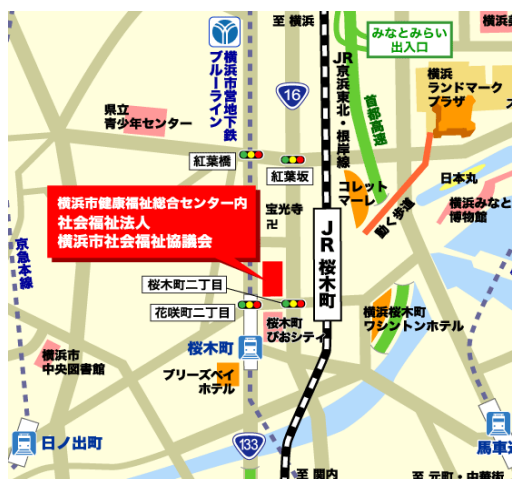 至 横浜
みなとみらい
出入口
横浜市営地下鉄
ブルーライン
16
JR
京浜東北・根岸線
首都高速
横浜
ランドマーク
プラザ
県立
青少年センター
紅葉橋
紅葉坂
コレット
マーレ
動く歩道
日本丸
横浜みなと
博物館
横浜市健康福祉総合センター内
社会福祉法人
横浜市社会福祉協議会
宝光寺
卍
JR 桜木町
京急本線
桜木町二丁目
花咲町二丁目
桜木町
ぴおシティ
横浜桜木町
ワシントンホテル
桜木町
横浜市
中央図書館
ブリーズベイ
ホテル
日ノ出町
133
馬車道
至 関内
至 元町・中華街